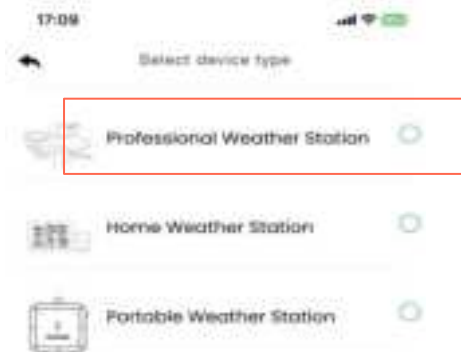 17:09
Select device type
Professional Weather Station
Home Weather Station
Portable Weather Station